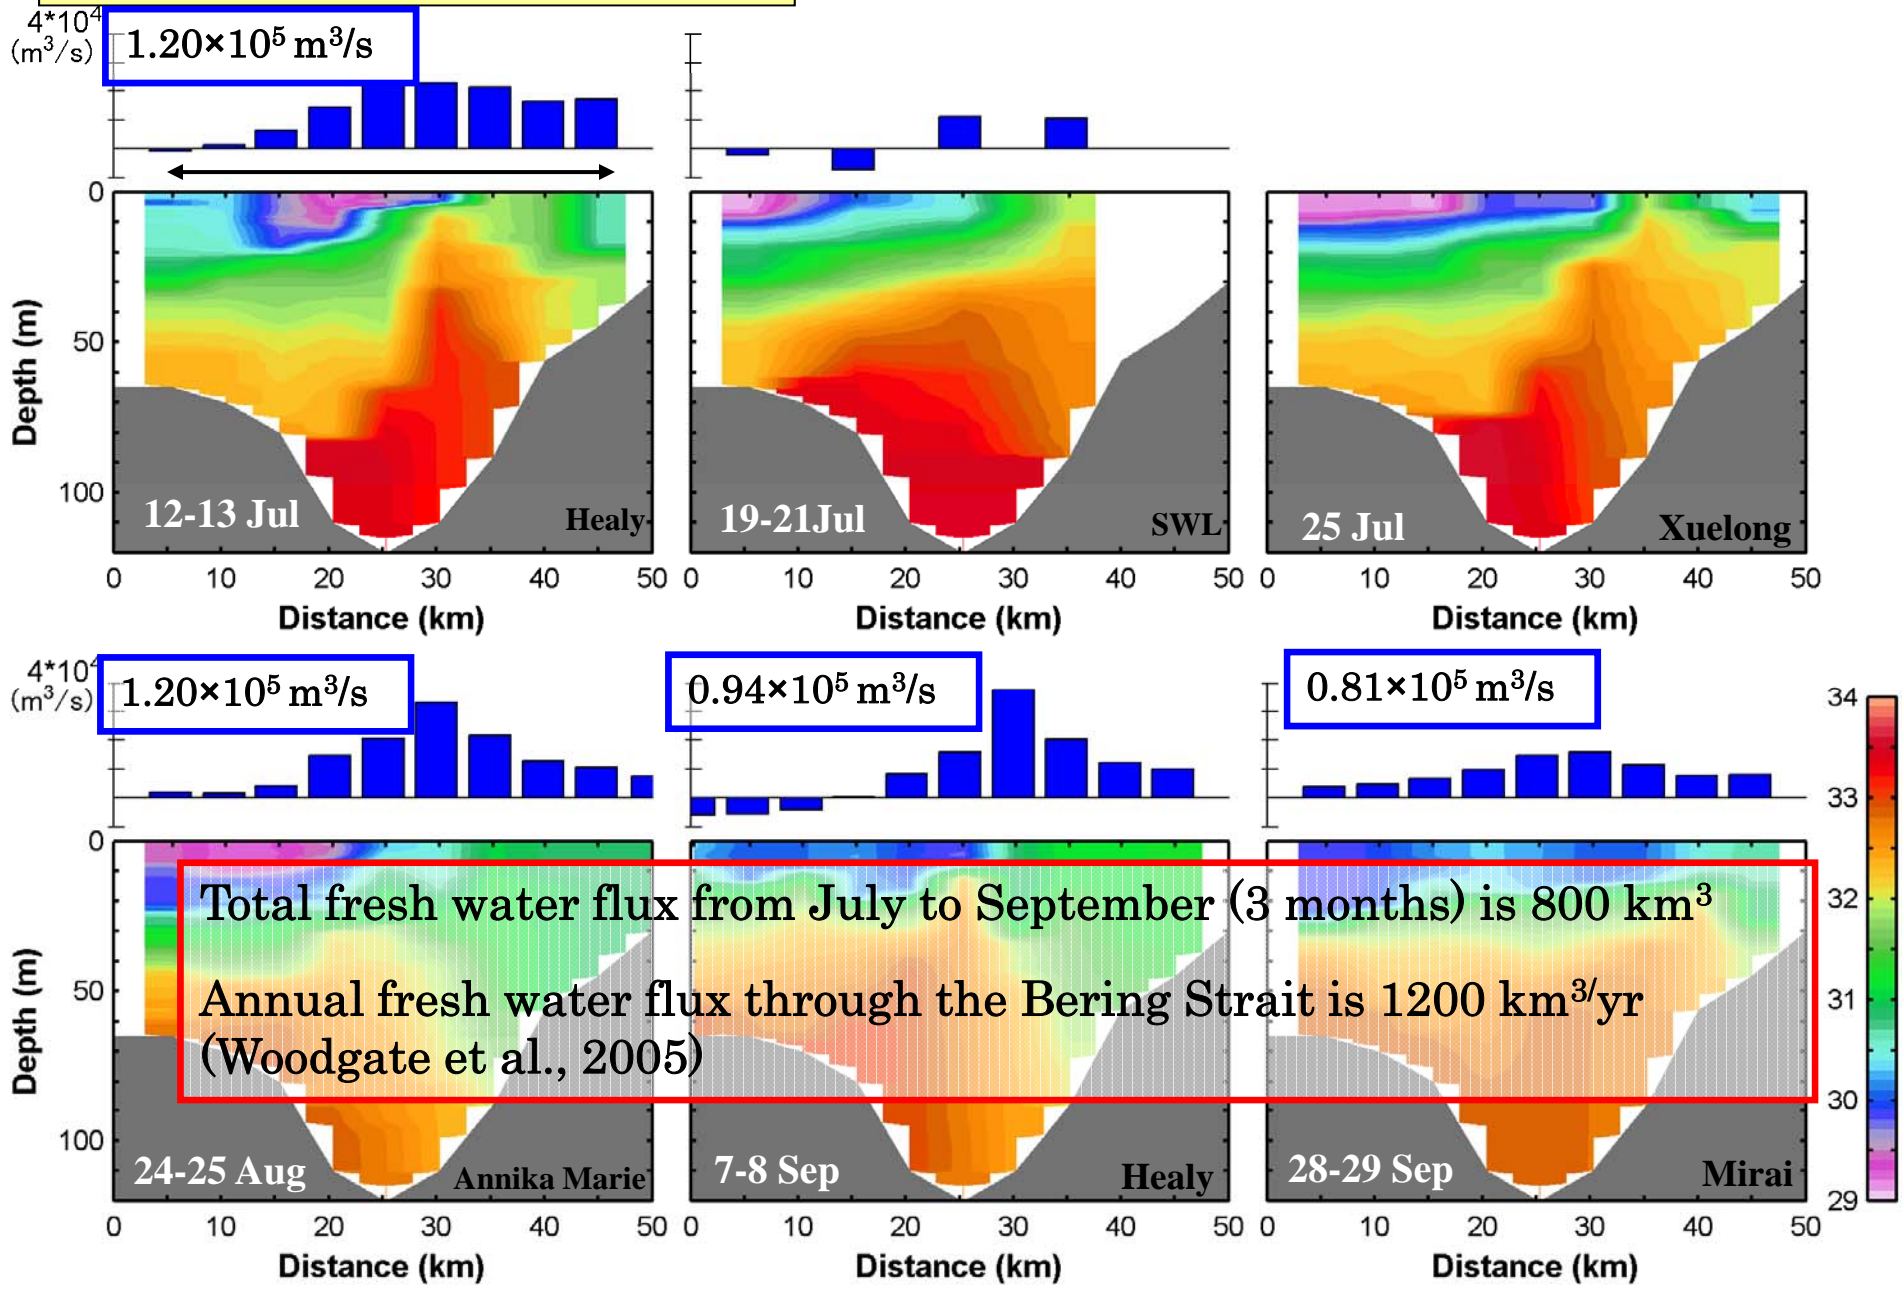 4*10⁴
(m³/s)
1.20×10⁵ m³/s
0
50
100
Depth (m)
12-13 Jul
Healy
0 10 20 30 40 50
Distance (km)
19-21Jul
SWL
0 10 20 30 40 50
Distance (km)
25 Jul
Xuelong
0 10 20 30 40 50
Distance (km)
4*10⁴
(m³/s)
1.20×10⁵ m³/s
0.94×10⁵ m³/s
0.81×10⁵ m³/s
Total fresh water flux from July to September (3 months) is 800 km³
Annual fresh water flux through the Bering Strait is 1200 km³/yr
(Woodgate et al., 2005)
0
50
100
Depth (m)
24-25 Aug
Annika Marie
0 10 20 30 40 50
Distance (km)
7-8 Sep
Healy
0 10 20 30 40 50
Distance (km)
28-29 Sep
Mirai
0 10 20 30 40 50
Distance (km)
34
33
32
31
30
29